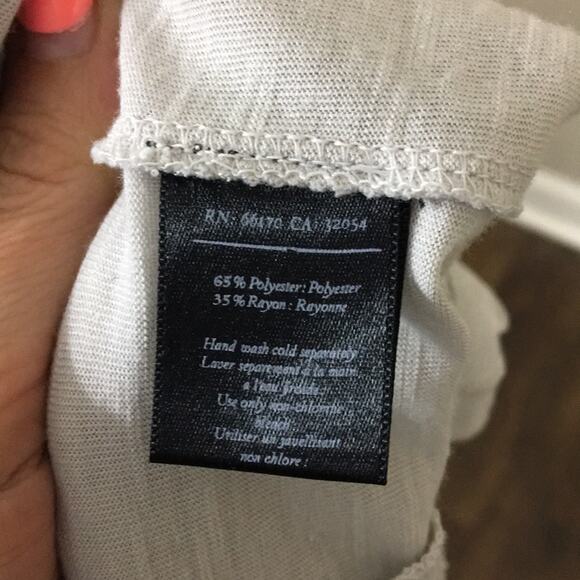 RN: 66170 CA: 32054
65% Polyester: Polyester
35% Rayon: Rayonne
Hand wash cold separately
Laver separement a la main
a l'eau froide
Use only non-chlorine
bleach
Utiliser un javellisant
non chlore :